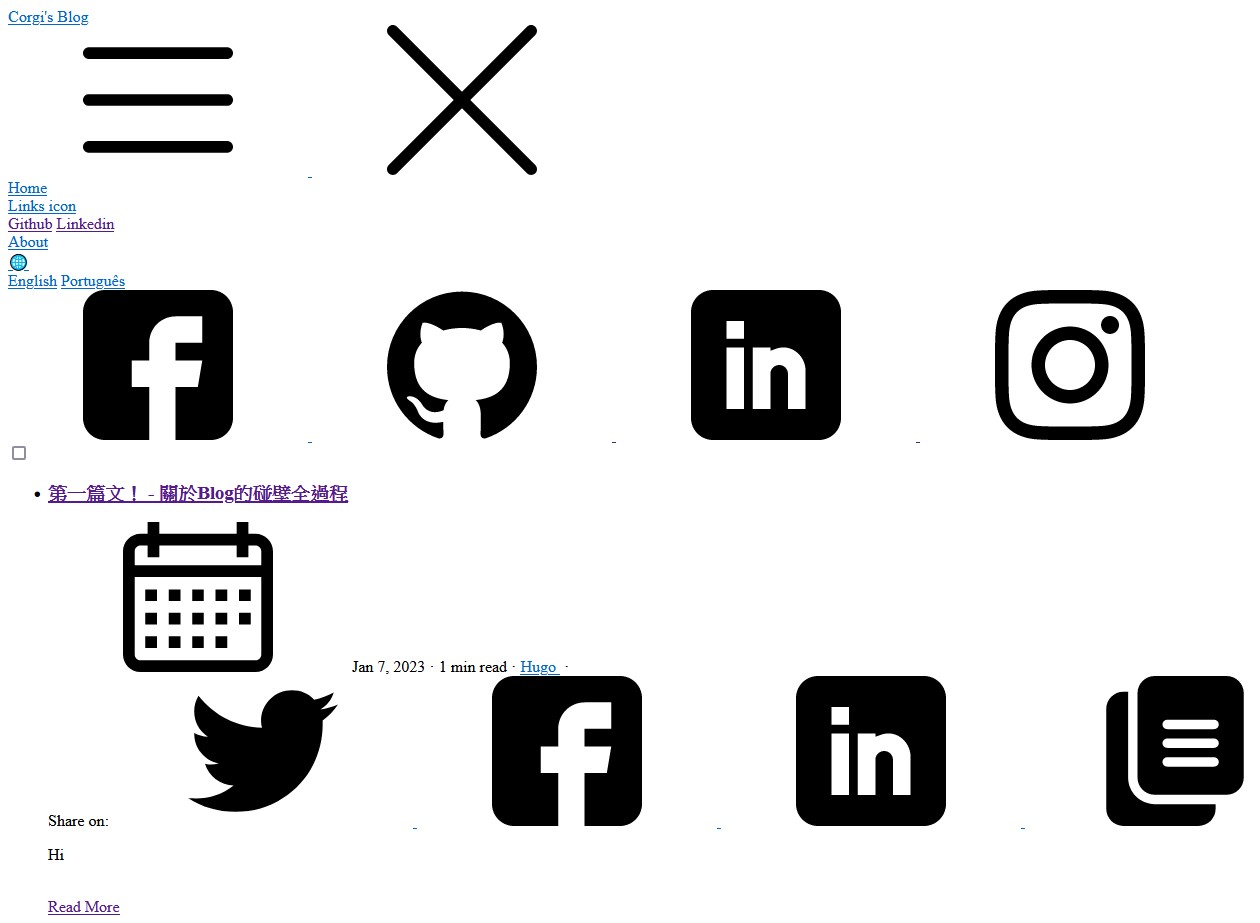 Corgi's Blog
Home
Links icon
Github Linkedin
About
English Português
第一篇文！ - 關於Blog的碰壁全過程
Jan 7, 2023 · 1 min read · Hugo ·
Share on:
Hi
Read More